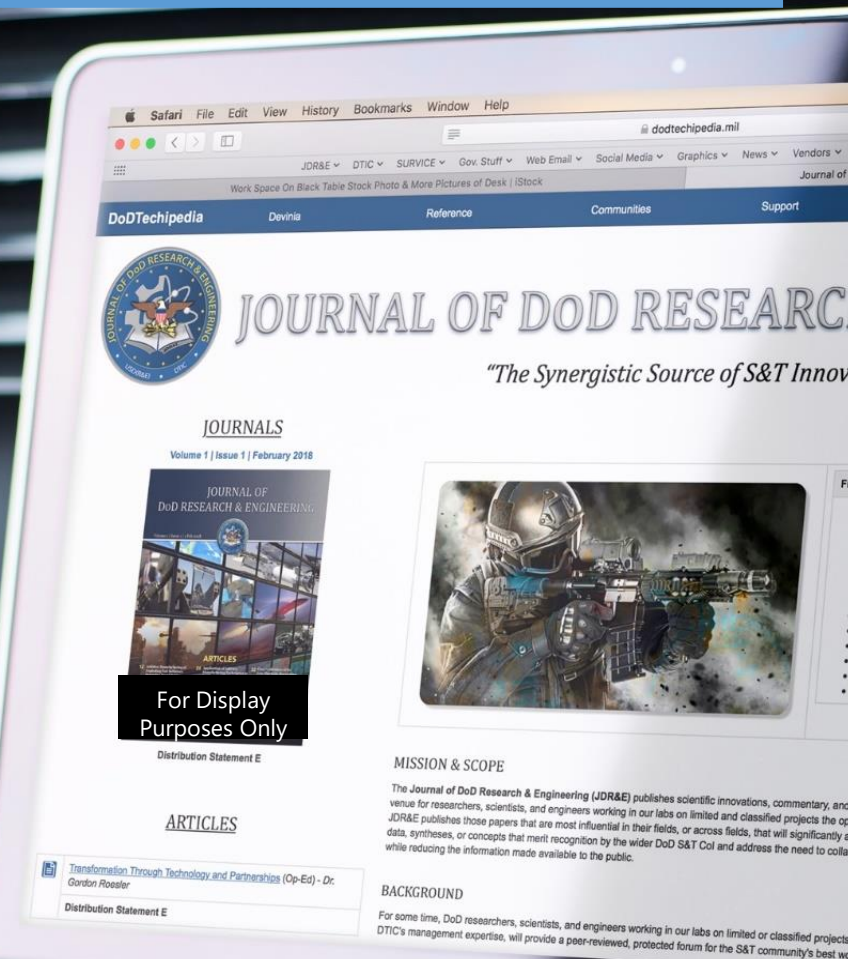 Safari File Edit View History Bookmarks Window Help
dodtechipedia.mil
JDR&E DTIC SURVICE Gov. Stuff Web Email Social Media Graphics News Vendors
Work Space On Black Table Stock Photo & More Pictures of Desk | iStock
Journal of
DoDTechipedia Devinia Reference Communities Support
JOURNAL OF DoD RESEARCH & ENGINEERING
USD(R&E) DTIC
JOURNAL OF DoD RESEARC
"The Synergistic Source of S&T Innov
JOURNALS
Volume 1 | Issue 1 | February 2018
JOURNAL OF
DoD RESEARCH & ENGINEERING
ARTICLES
For Display
Purposes Only
Distribution Statement E
ARTICLES
Transformation Through Technology and Partnerships (Op-Ed) - Dr.
Gordon Roesler
Distribution Statement E
MISSION & SCOPE
The Journal of DoD Research & Engineering (JDR&E) publishes scientific innovations, commentary, and
venue for researchers, scientists, and engineers working in our labs on limited and classified projects the op
JDR&E publishes those papers that are most influential in their fields, or across fields, that will significantly a
data, syntheses, or concepts that merit recognition by the wider DoD S&T CoI and address the need to colla
while reducing the information made available to the public.
BACKGROUND
For some time, DoD researchers, scientists, and engineers working in our labs on limited or classified projects
DTIC's management expertise, will provide a peer-reviewed, protected forum for the S&T community's best wo